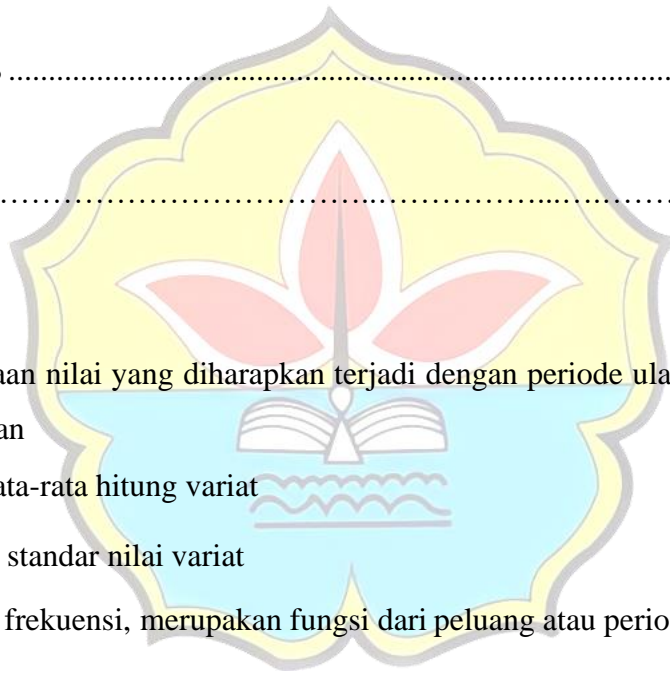 aan nilai yang diharapkan terjadi dengan periode ula
an
ata-rata hitung variat
standar nilai variat
frekuensi, merupakan fungsi dari peluang atau perio